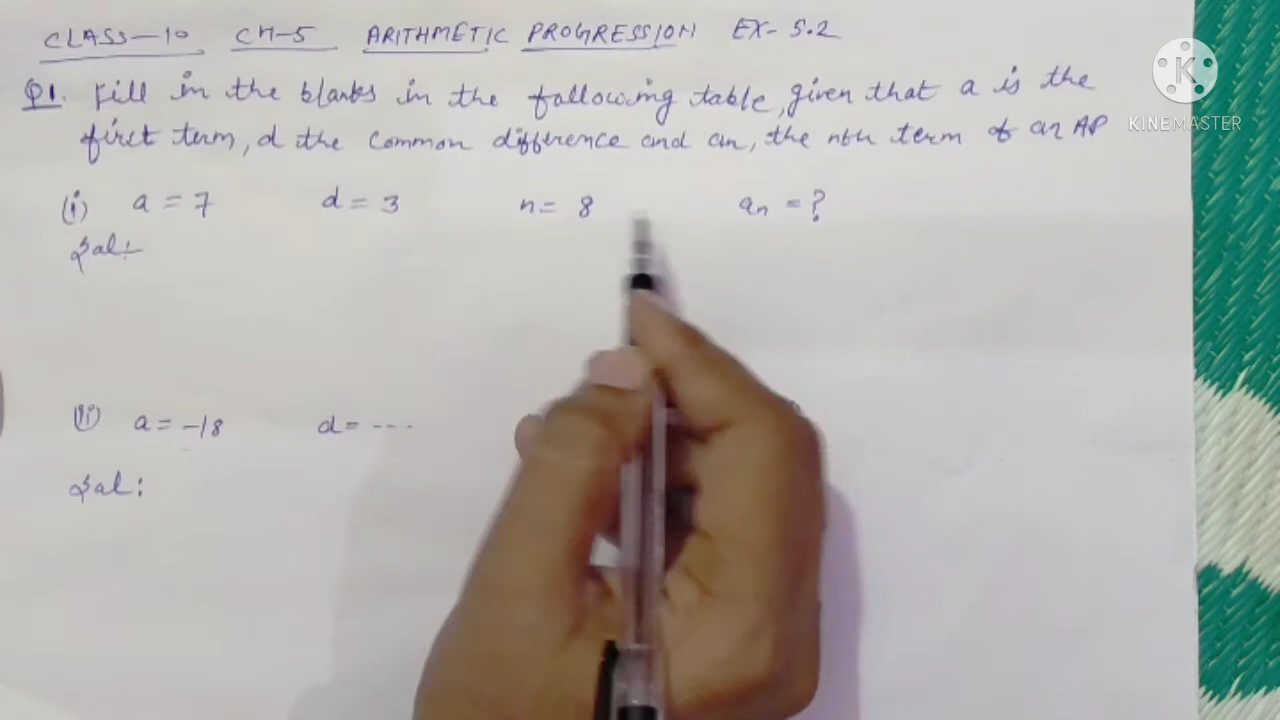 CLASS-10 CH-5 ARITHMETIC PROGRESSION EX-5.2
Q1. Fill in the blanks in the following table, given that a is the
first term, d the common difference and an, the nth term of an AP
(i) a = 7 d = 3 n = 8 an = ?
Sol:-
(ii) a = -18 d = ---
Sol:
K
KINEMASTER